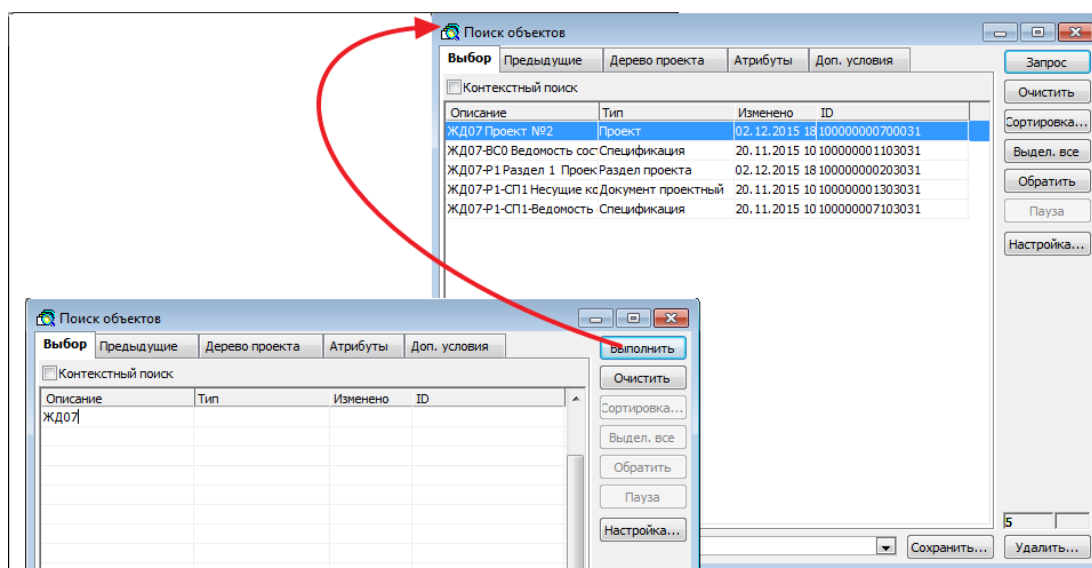 Поиск объектов
Выбор Предыдущие Дерево проекта Атрибуты Доп. условия
Контекстный поиск
Описание Тип Изменено ID
ЖД07 Проект №2 Проект 02.12.2015 18 100000000700031
ЖД07-ВС0 Ведомость сос Спецификация 20.11.2015 10 100000001103031
ЖД07-Р1 Раздел 1 Проек Раздел проекта 02.12.2015 18 100000000203031
ЖД07-Р1-СП1 Несущие кс Документ проектный 20.11.2015 10 100000001303031
ЖД07-Р1-СП1-Ведомость Спецификация 20.11.2015 10 100000007103031
Запрос
Очистить
Сортировка...
Выдел. все
Обратить
Пауза
Настройка...
5
Сохранить... Удалить...
Поиск объектов
Выбор Предыдущие Дерево проекта Атрибуты Доп. условия
Контекстный поиск
Описание Тип Изменено ID
ЖД07
Выполнить
Очистить
Сортировка...
Выдел. все
Обратить
Пауза
Настройка...